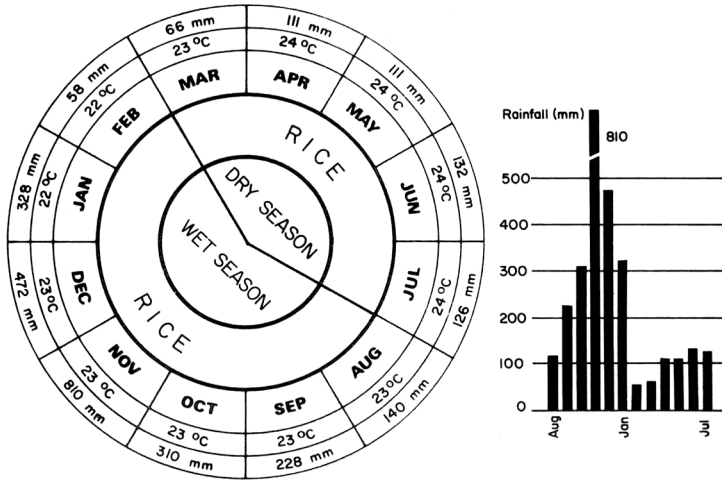 66 mm
23 °C
MAR
111 mm
24 °C
APR
111 mm
24 °C
MAY
132 mm
24 °C
JUN
126 mm
24 °C
JUL
140 mm
23 °C
AUG
228 mm
23 °C
SEP
310 mm
23 °C
OCT
810 mm
23 °C
NOV
472 mm
23 °C
DEC
328 mm
22 °C
JAN
58 mm
22 °C
FEB
RICE
DRY SEASON
WET SEASON
RICE
Rainfall (mm)
810
500
400
300
200
100
0
Aug
Jan
Jul